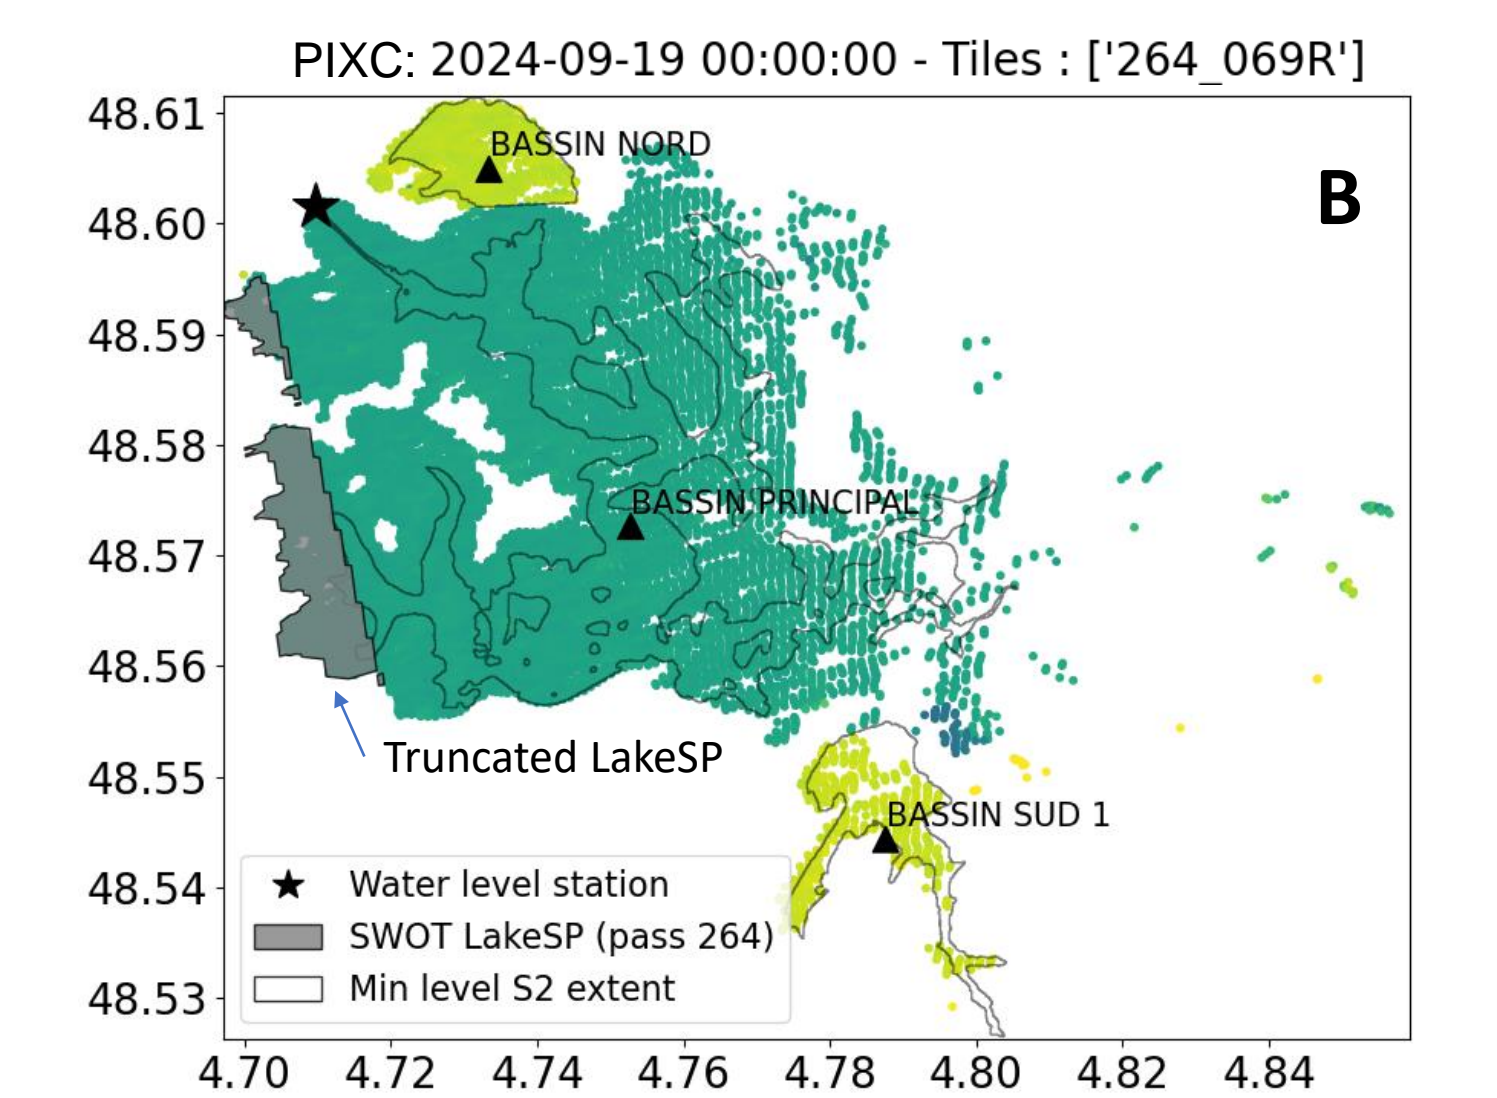 PIXC: 2024-09-19 00:00:00 - Tiles : ['264_069R']
48.61
48.60
48.59
48.58
48.57
48.56
48.55
48.54
48.53
BASSIN NORD
B
BASSIN PRINCIPAL
Truncated LakeSP
BASSIN SUD 1
Water level station
SWOT LakeSP (pass 264)
Min level S2 extent
4.70 4.72 4.74 4.76 4.78 4.80 4.82 4.84